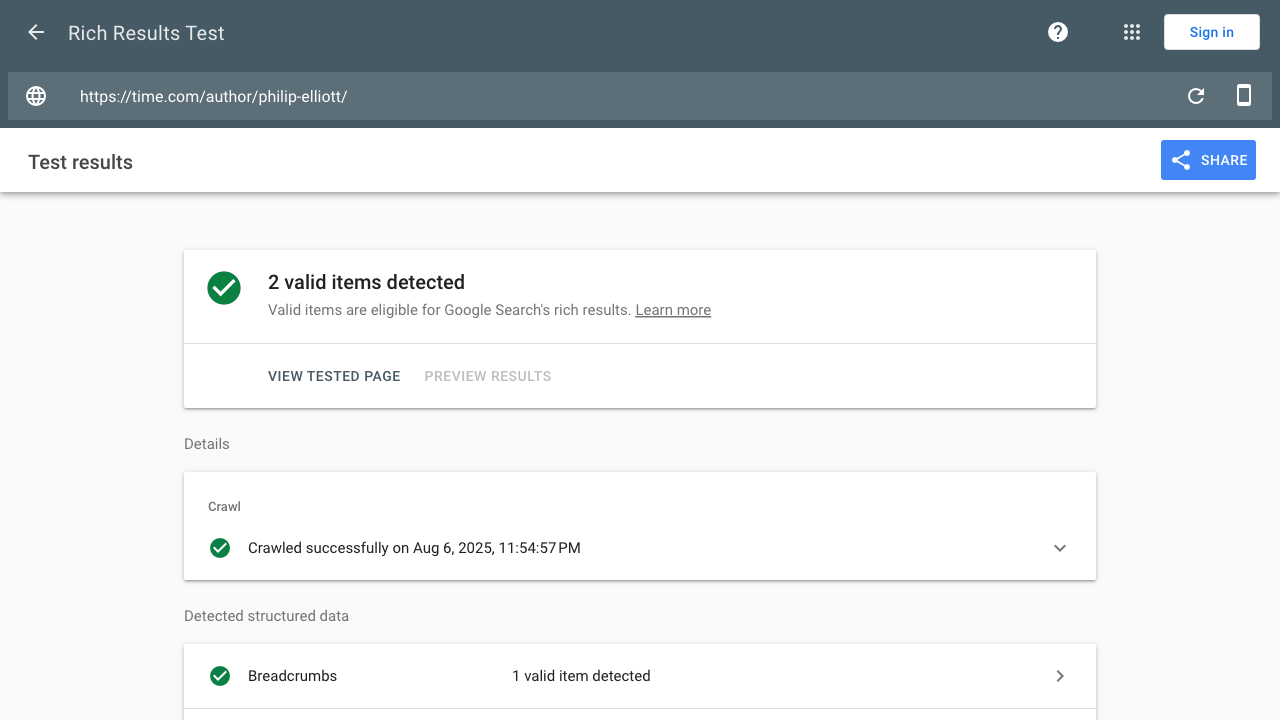 Rich Results Test
Sign in
https://time.com/author/philip-elliott/
Test results
SHARE
2 valid items detected
Valid items are eligible for Google Search's rich results. Learn more
VIEW TESTED PAGE PREVIEW RESULTS
Details
Crawl
Crawled successfully on Aug 6, 2025, 11:54:57 PM
Detected structured data
Breadcrumbs 1 valid item detected